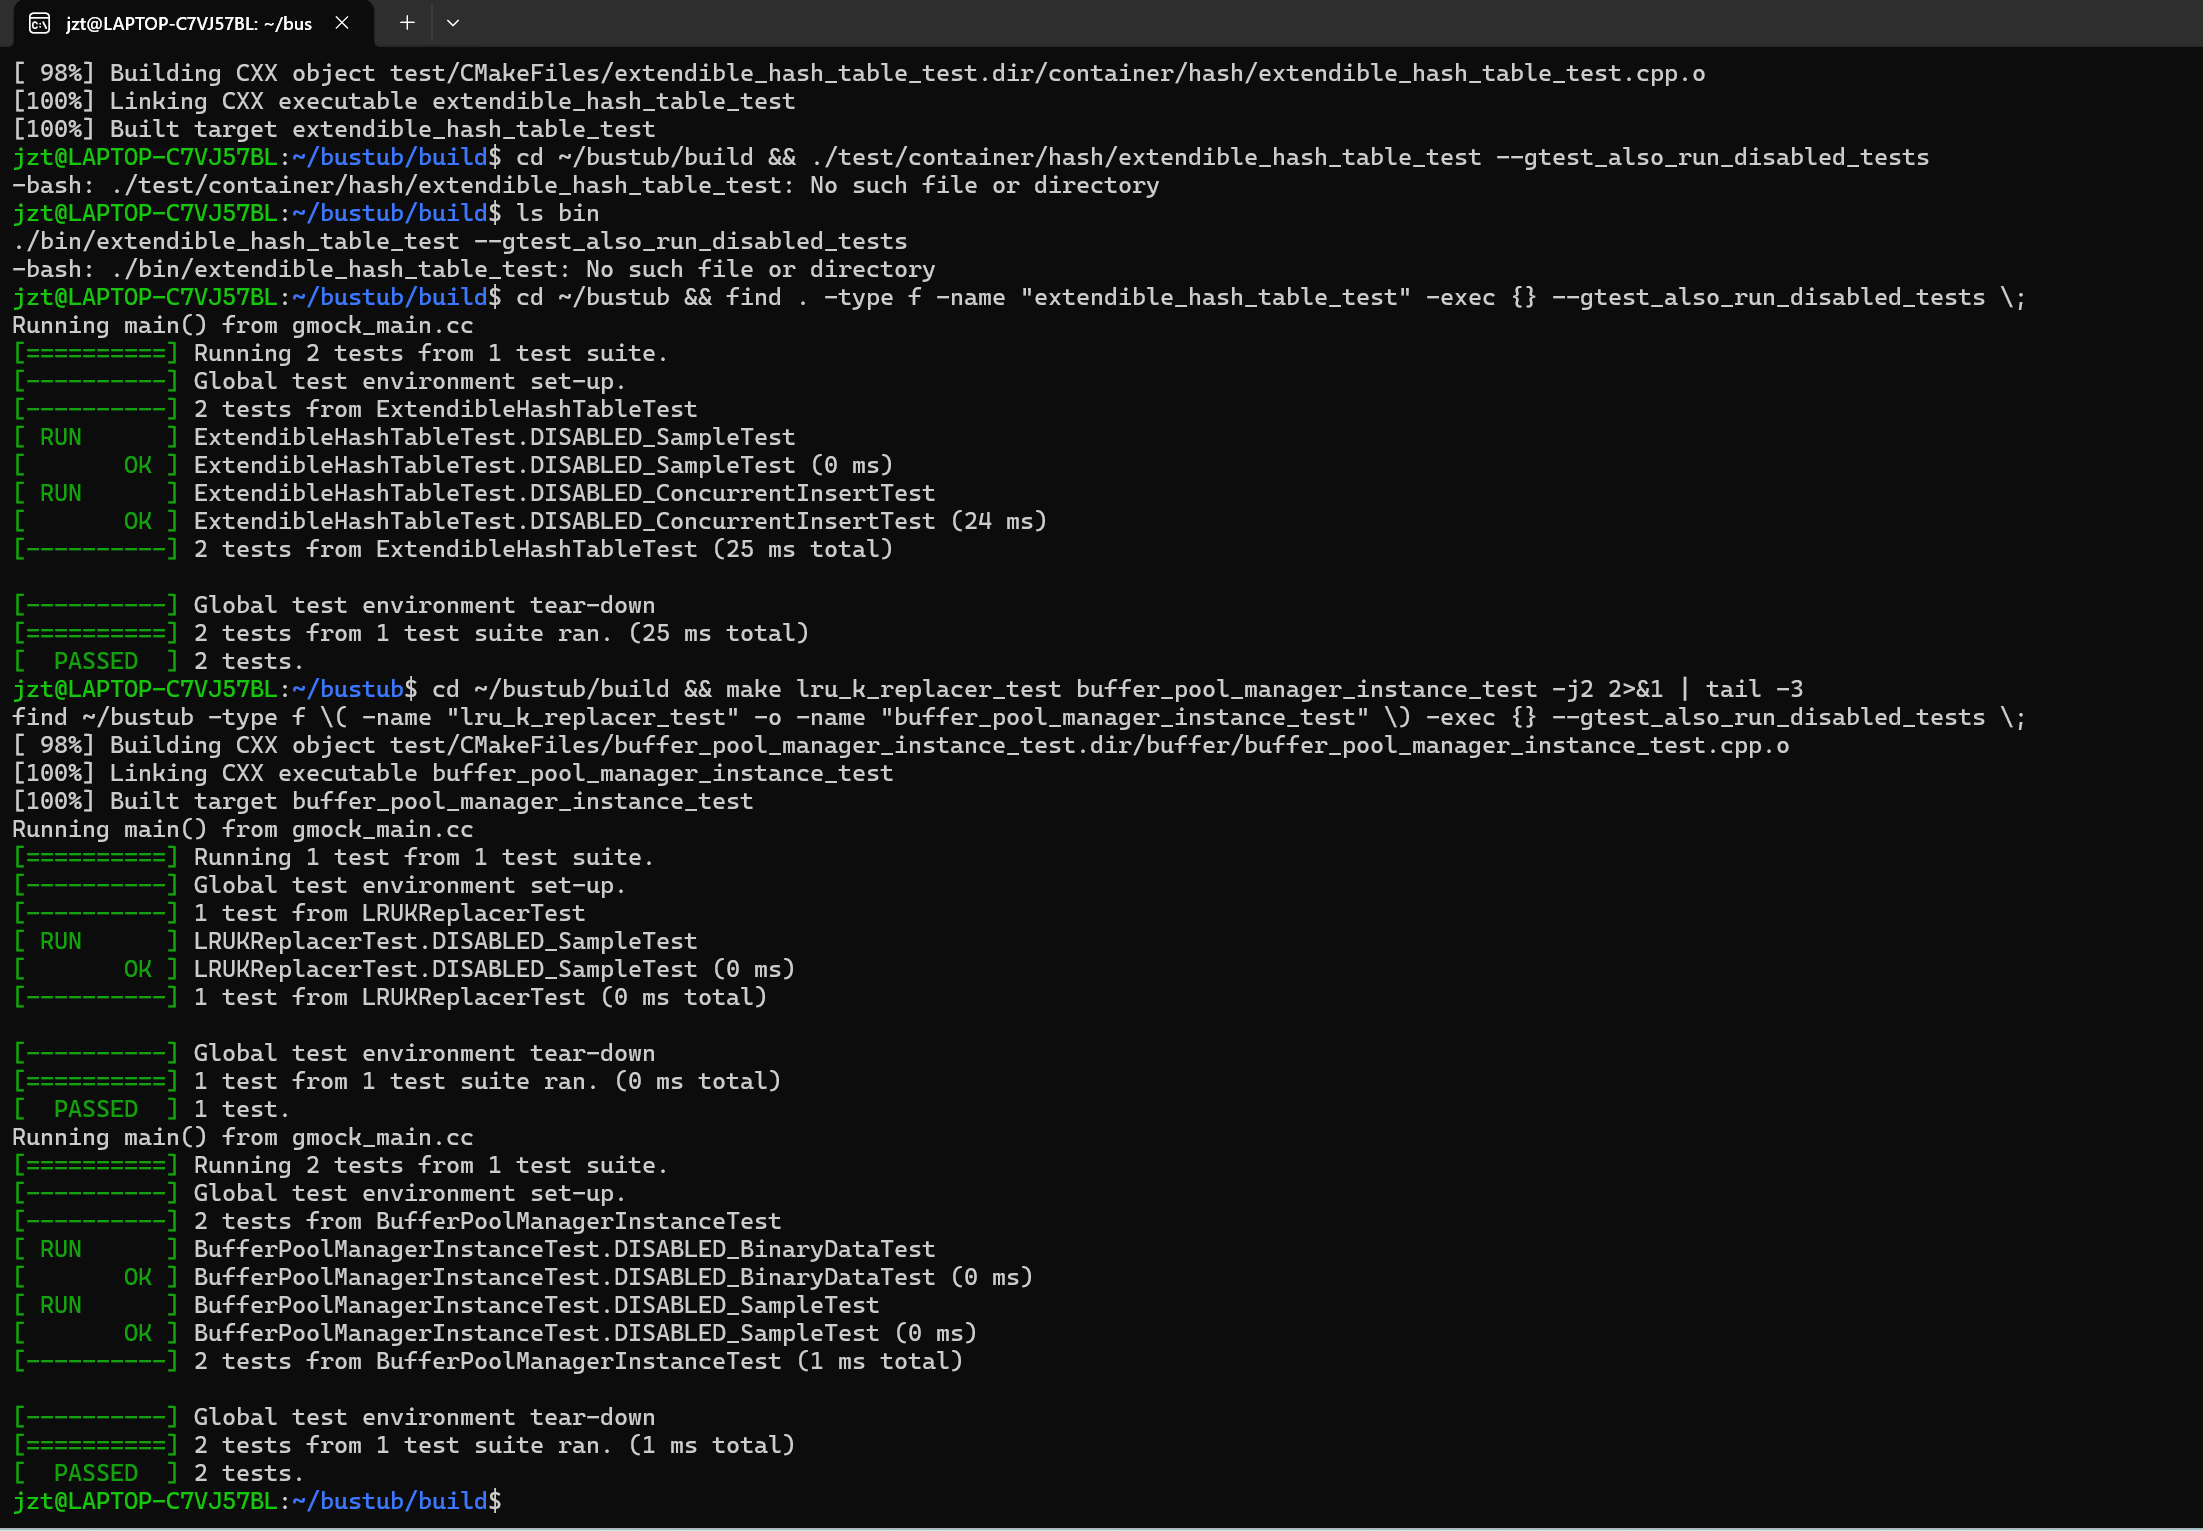 jzt@LAPTOP-C7VJ57BL: ~/bus
[ 98%] Building CXX object test/CMakeFiles/extendible_hash_table_test.dir/container/hash/extendible_hash_table_test.cpp.o
[100%] Linking CXX executable extendible_hash_table_test
[100%] Built target extendible_hash_table_test
jzt@LAPTOP-C7VJ57BL:~/bustub/build$ cd ~/bustub/build && ./test/container/hash/extendible_hash_table_test --gtest_also_run_disabled_tests
-bash: ./test/container/hash/extendible_hash_table_test: No such file or directory
jzt@LAPTOP-C7VJ57BL:~/bustub/build$ ls bin
./bin/extendible_hash_table_test --gtest_also_run_disabled_tests
-bash: ./bin/extendible_hash_table_test: No such file or directory
jzt@LAPTOP-C7VJ57BL:~/bustub/build$ cd ~/bustub && find . -type f -name "extendible_hash_table_test" -exec {} --gtest_also_run_disabled_tests \;
Running main() from gmock_main.cc
[==========] Running 2 tests from 1 test suite.
[----------] Global test environment set-up.
[----------] 2 tests from ExtendibleHashTableTest
[ RUN      ] ExtendibleHashTableTest.DISABLED_SampleTest
[       OK ] ExtendibleHashTableTest.DISABLED_SampleTest (0 ms)
[ RUN      ] ExtendibleHashTableTest.DISABLED_ConcurrentInsertTest
[       OK ] ExtendibleHashTableTest.DISABLED_ConcurrentInsertTest (24 ms)
[----------] 2 tests from ExtendibleHashTableTest (25 ms total)
[----------] Global test environment tear-down
[==========] 2 tests from 1 test suite ran. (25 ms total)
[  PASSED  ] 2 tests.
jzt@LAPTOP-C7VJ57BL:~/bustub$ cd ~/bustub/build && make lru_k_replacer_test buffer_pool_manager_instance_test -j2 2>&1 | tail -3
find ~/bustub -type f \( -name "lru_k_replacer_test" -o -name "buffer_pool_manager_instance_test" \) -exec {} --gtest_also_run_disabled_tests \;
[ 98%] Building CXX object test/CMakeFiles/buffer_pool_manager_instance_test.dir/buffer/buffer_pool_manager_instance_test.cpp.o
[100%] Linking CXX executable buffer_pool_manager_instance_test
[100%] Built target buffer_pool_manager_instance_test
Running main() from gmock_main.cc
[==========] Running 1 test from 1 test suite.
[----------] Global test environment set-up.
[----------] 1 test from LRUKReplacerTest
[ RUN      ] LRUKReplacerTest.DISABLED_SampleTest
[       OK ] LRUKReplacerTest.DISABLED_SampleTest (0 ms)
[----------] 1 test from LRUKReplacerTest (0 ms total)
[----------] Global test environment tear-down
[==========] 1 test from 1 test suite ran. (0 ms total)
[  PASSED  ] 1 test.
Running main() from gmock_main.cc
[==========] Running 2 tests from 1 test suite.
[----------] Global test environment set-up.
[----------] 2 tests from BufferPoolManagerInstanceTest
[ RUN      ] BufferPoolManagerInstanceTest.DISABLED_BinaryDataTest
[       OK ] BufferPoolManagerInstanceTest.DISABLED_BinaryDataTest (0 ms)
[ RUN      ] BufferPoolManagerInstanceTest.DISABLED_SampleTest
[       OK ] BufferPoolManagerInstanceTest.DISABLED_SampleTest (0 ms)
[----------] 2 tests from BufferPoolManagerInstanceTest (1 ms total)
[----------] Global test environment tear-down
[==========] 2 tests from 1 test suite ran. (1 ms total)
[  PASSED  ] 2 tests.
jzt@LAPTOP-C7VJ57BL:~/bustub/build$